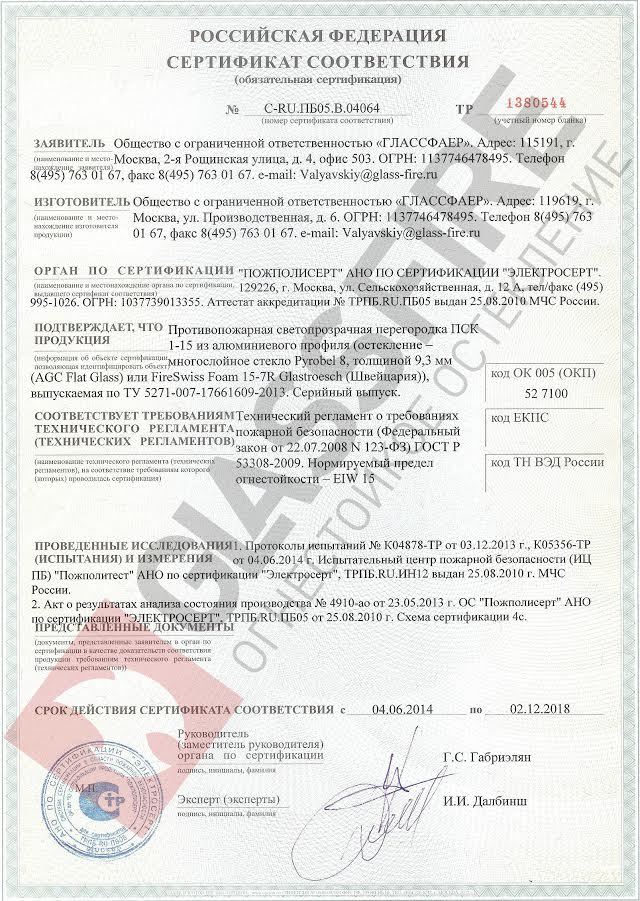 РОССИЙСКАЯ ФЕДЕРАЦИЯ
СЕРТИФИКАТ СООТВЕТСТВИЯ
(обязательная сертификация)
№ С-RU.ПБ05.В.04064 ТР 1380544
(номер сертификата соответствия) (учетный номер бланка)
ЗАЯВИТЕЛЬ Общество с ограниченной ответственностью «ГЛАССФАЕР». Адрес: 115191, г.
(наименование и место-нахождение заявителя) Москва, 2-я Рощинская улица, д. 4, офис 503. ОГРН: 1137746478495. Телефон
8(495) 763 01 67, факс 8(495) 763 01 67. e-mail: Valyavskiy@glass-fire.ru
ИЗГОТОВИТЕЛЬ Общество с ограниченной ответственностью «ГЛАССФАЕР». Адрес: 119619, г.
(наименование и место- Москва, ул. Производственная, д. 6. ОГРН: 1137746478495. Телефон 8(495) 763
нахождение изготовителя 01 67, факс 8(495) 763 01 67. e-mail: Valyavskiy@glass-fire.ru
продукции)
ОРГАН ПО СЕРТИФИКАЦИИ "ПОЖПОЛИСЕРТ" АНО ПО СЕРТИФИКАЦИИ "ЭЛЕКТРОСЕРТ".
(наименование и местонахождение органа по сертификации, 129226, г. Москва, ул. Сельскохозяйственная, д. 12 А, тел/факс (495)
выдавшего сертификат соответствия)
995-1026. ОГРН: 1037739013355. Аттестат аккредитации № ТРПБ.RU.ПБ05 выдан 25.08.2010 МЧС России.
ПОДТВЕРЖДАЕТ, ЧТО Противопожарная светопрозрачная перегородка ПСК
ПРОДУКЦИЯ 1-15 из алюминиевого профиля (остекление –
(информация об объекте сертификации, многослойное стекло Pyrobel 8, толщиной 9,3 мм
позволяющая идентифицировать объект)
(AGC Flat Glass) или FireSwiss Foam 15-7R Glastroesch (Швейцария)), код ОК 005 (ОКП)
выпускаемая по ТУ 5271-007-17661609-2013. Серийный выпуск. 52 7100
СООТВЕТСТВУЕТ ТРЕБОВАНИЯМ Технический регламент о требованиях код ЕКПС
ТЕХНИЧЕСКОГО РЕГЛАМЕНТА пожарной безопасности (Федеральный
(ТЕХНИЧЕСКИХ РЕГЛАМЕНТОВ) закон от 22.07.2008 N 123-ФЗ) ГОСТ Р
(наименование технического регламента (технических 53308-2009. Нормируемый предел код ТН ВЭД России
регламентов), на соответствие требованиям которого огнестойкости – EIW 15
(которых) проводилась сертификация)
ПРОВЕДЕННЫЕ ИССЛЕДОВАНИЯ 1. Протоколы испытаний № К04878-ТР от 03.12.2013 г., К05356-ТР
(ИСПЫТАНИЯ) И ИЗМЕРЕНИЯ от 04.06.2014 г. Испытательный центр пожарной безопасности (ИЦ
ПБ) "Пожполитест" АНО по сертификации "Электросерт", ТРПБ.RU.ИН12 выдан 25.08.2010 г. МЧС
России.
2. Акт о результатах анализа состояния производства № 4910-ао от 23.05.2013 г. ОС "Пожполисерт" АНО
по сертификации "ЭЛЕКТРОСЕРТ", ТРПБ.RU.ПБ05 от 25.08.2010 г. Схема сертификации 4с.
ПРЕДСТАВЛЕННЫЕ ДОКУМЕНТЫ
(документы, представленные заявителем в орган по
сертификации в качестве доказательств соответствия
продукции требованиям технического регламента
(технических регламентов))
СРОК ДЕЙСТВИЯ СЕРТИФИКАТА СООТВЕТСТВИЯ с 04.06.2014 по 02.12.2018
Руководитель
(заместитель руководителя)
органа по сертификации Г.С. Габриэлян
подпись, инициалы, фамилия
М.П.
Эксперт (эксперты) И.И. Далбинш
подпись, инициалы, фамилия
АНО ПО СЕРТИФИКАЦИИ "ЭЛЕКТРОСЕРТ"
ТРПБ.RU.ПБ05
МОСКВА
GLASSFIRE
ОГНЕСТОЙКОЕ ОСТЕКЛЕНИЕ